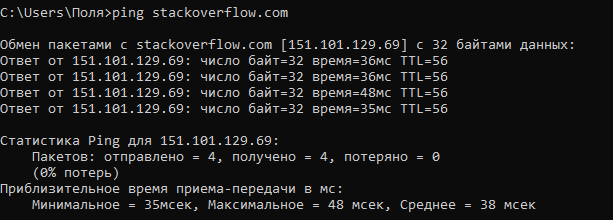 C:\Users\Поля>ping stackoverflow.com
Обмен пакетами с stackoverflow.com [151.101.129.69] с 32 байтами данных:
Ответ от 151.101.129.69: число байт=32 время=36мс TTL=56
Ответ от 151.101.129.69: число байт=32 время=36мс TTL=56
Ответ от 151.101.129.69: число байт=32 время=48мс TTL=56
Ответ от 151.101.129.69: число байт=32 время=35мс TTL=56
Статистика Ping для 151.101.129.69:
Пакетов: отправлено = 4, получено = 4, потеряно = 0
(0% потерь)
Приблизительное время приема-передачи в мс:
Минимальное = 35мсек, Максимальное = 48 мсек, Среднее = 38 мсек